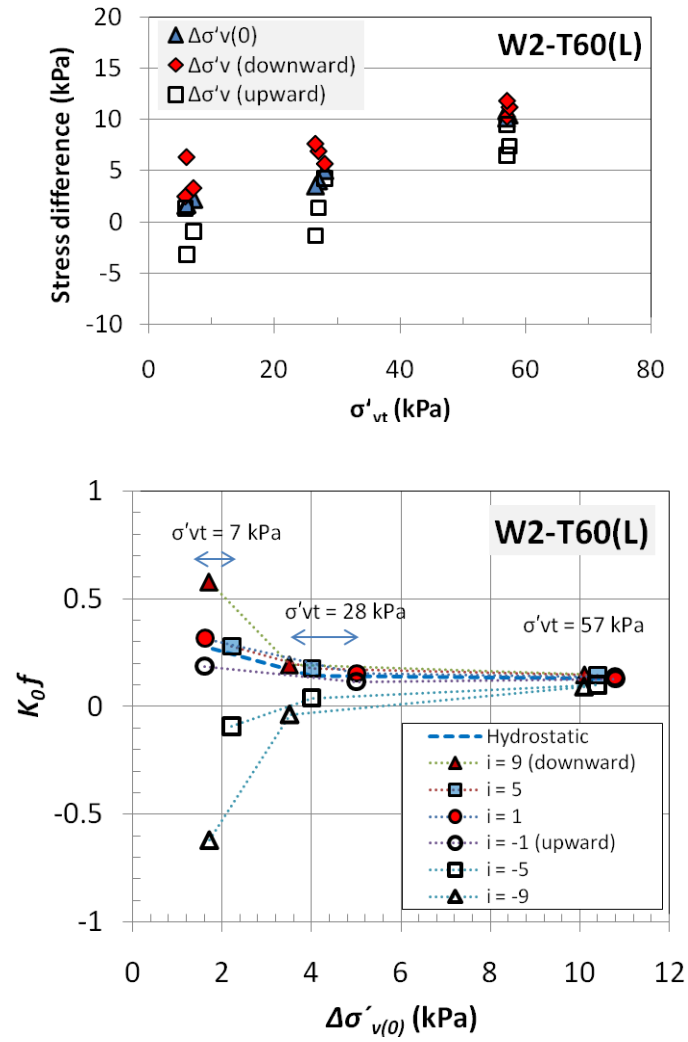 W2-T60(L)
Δσ'v(0)
Δσ'v (downward)
Δσ'v (upward)
Stress difference (kPa)
20
15
10
5
0
-5
-10
0 20 40 60 80
σ'vt (kPa)
W2-T60(L)
σ'vt = 7 kPa
σ'vt = 28 kPa
σ'vt = 57 kPa
K0f
1
0.5
0
-0.5
-1
Hydrostatic
i = 9 (downward)
i = 5
i = 1
i = -1 (upward)
i = -5
i = -9
0 2 4 6 8 10 12
Δσ´v(0) (kPa)